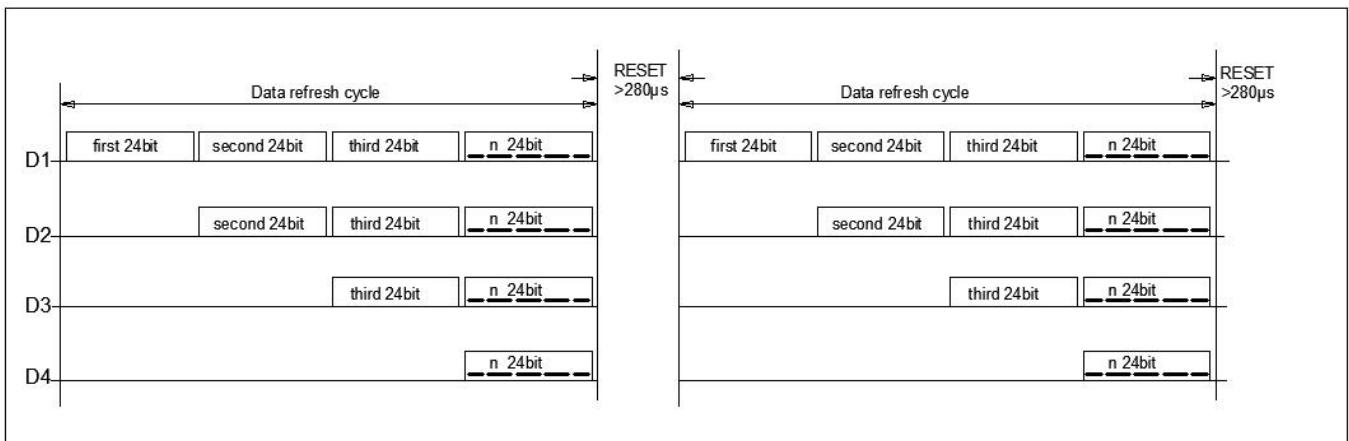 RESET
>280µs
RESET
>280µs
Data refresh cycle
Data refresh cycle
D1
first 24bit
second 24bit
third 24bit
n 24bit
first 24bit
second 24bit
third 24bit
n 24bit
D2
second 24bit
third 24bit
n 24bit
second 24bit
third 24bit
n 24bit
D3
third 24bit
n 24bit
third 24bit
n 24bit
D4
n 24bit
n 24bit